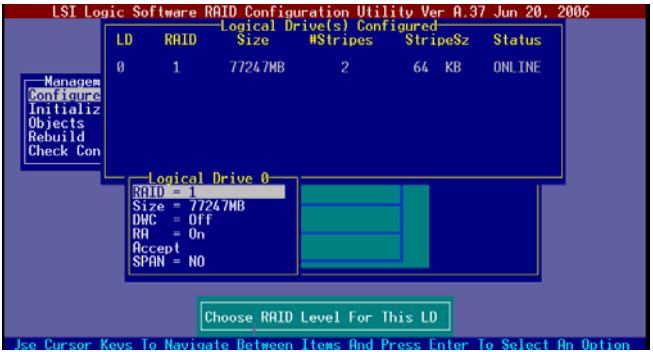 LSI Logic Software RAID Configuration Utility Ver A.37 Jun 20, 2006
Logical Drive(s) Configured
LD RAID Size #Stripes StripeSz Status
0 1 77247MB 2 64 KB ONLINE
Managem
Configure
Initializ
Objects
Rebuild
Check Con
Logical Drive 0
RAID = 1
Size = 77247MB
DWC = Off
RA = On
Accept
SPAN = NO
Choose RAID Level For This LD
Jse Cursor Keys To Navigate Between Items And Press Enter To Select An Option